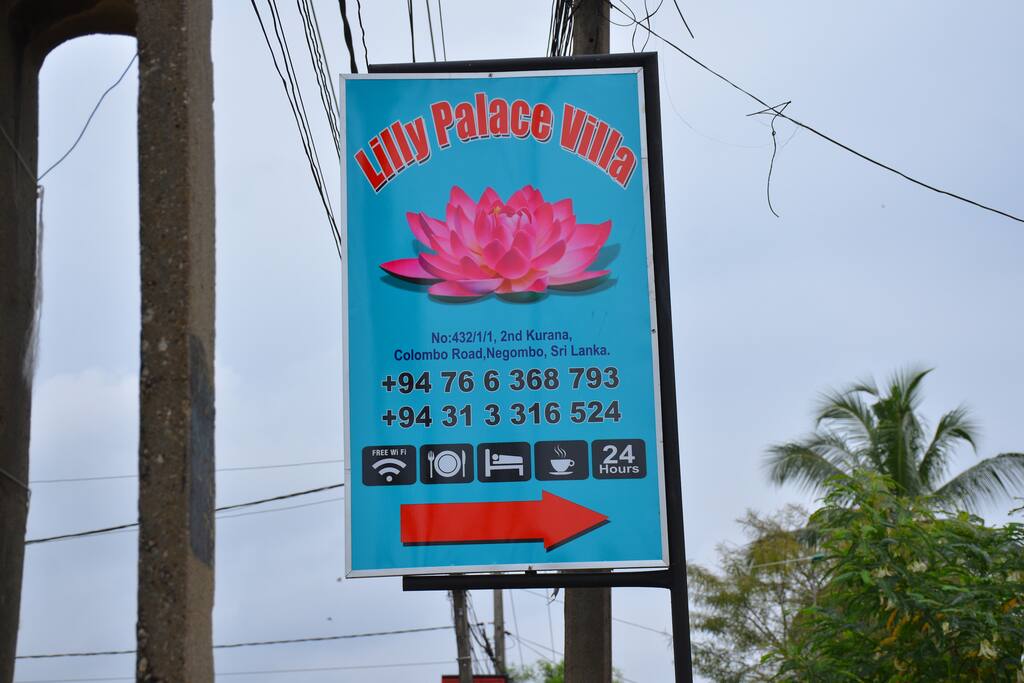 Lilly Palace Villa
No:432/1/1, 2nd Kurana,
Colombo Road,Negombo, Sri Lanka.
+94 76 6 368 793
+94 31 3 316 524
FREE Wi Fi
24
Hours